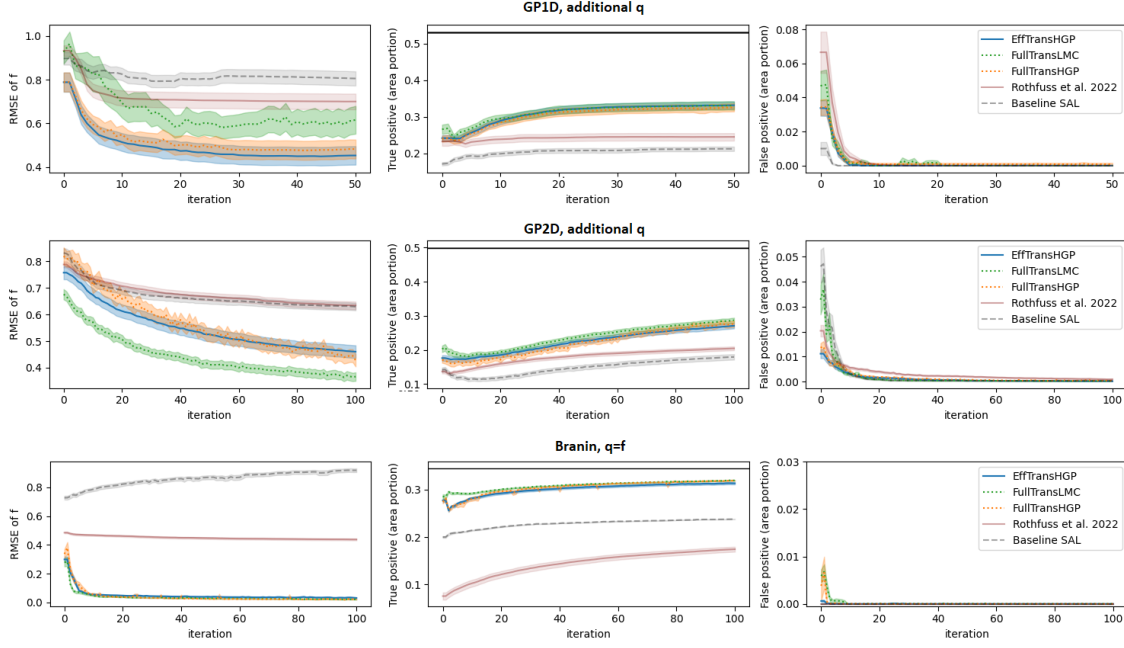 GP1D, additional q
RMSE of f
1.0
0.8
0.6
0.4
0 10 20 30 40 50
iteration
True positive (area portion)
0.5
0.4
0.3
0.2
0 10 20 30 40 50
iteration
False positive (area portion)
0.08
0.06
0.04
0.02
0.00
0 10 20 30 40 50
iteration
EffTransHGP
FullTransLMC
FullTransHGP
Rothfuss et al. 2022
Baseline SAL
GP2D, additional q
RMSE of f
0.8
0.7
0.6
0.5
0.4
0 20 40 60 80 100
iteration
True positive (area portion)
0.5
0.4
0.3
0.2
0.1
0 20 40 60 80 100
iteration
False positive (area portion)
0.05
0.04
0.03
0.02
0.01
0.00
0 20 40 60 80 100
iteration
EffTransHGP
FullTransLMC
FullTransHGP
Rothfuss et al. 2022
Baseline SAL
Branin, q=f
RMSE of f
0.8
0.6
0.4
0.2
0.0
0 20 40 60 80 100
iteration
True positive (area portion)
0.3
0.2
0.1
0 20 40 60 80 100
iteration
False positive (area portion)
0.03
0.02
0.01
0.00
0 20 40 60 80 100
iteration
EffTransHGP
FullTransLMC
FullTransHGP
Rothfuss et al. 2022
Baseline SAL